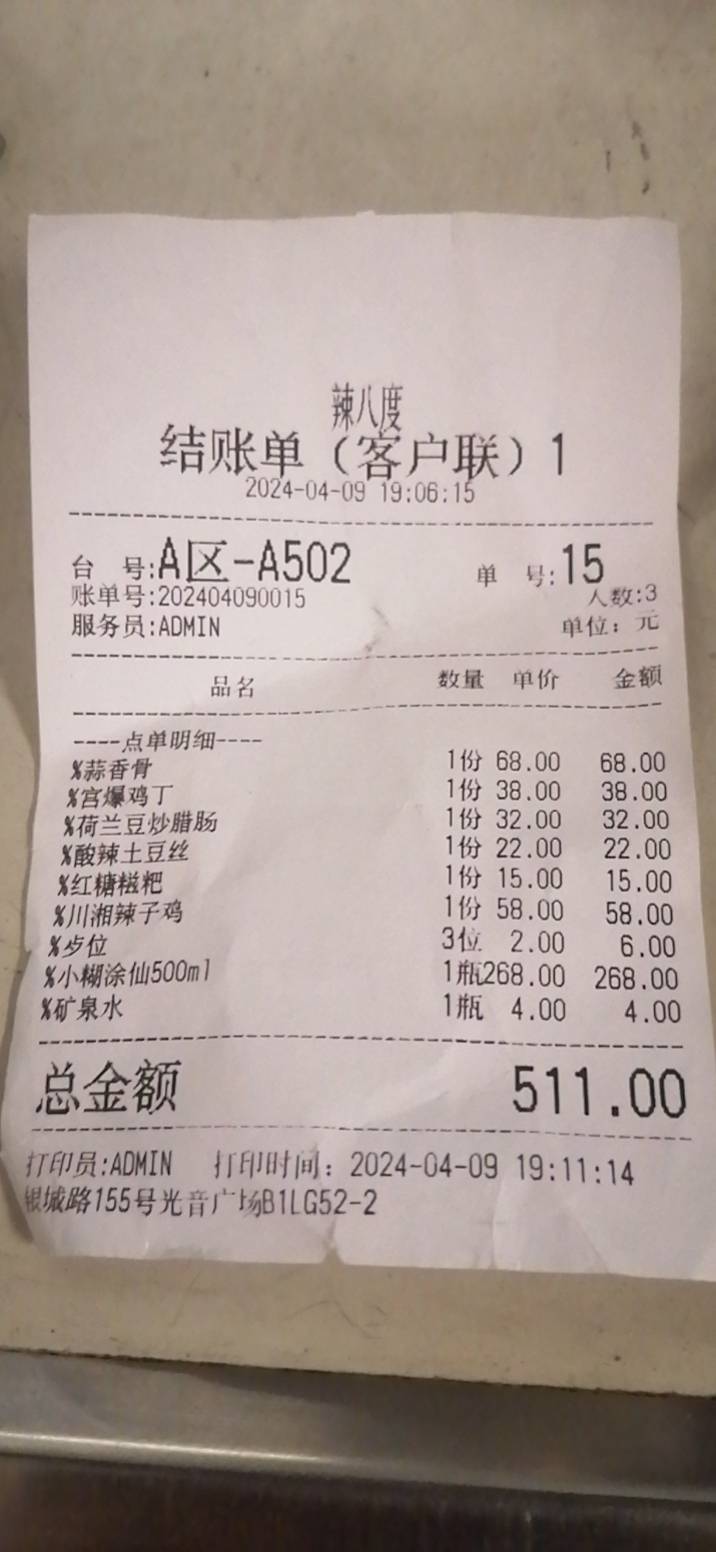 辣八度
结账单（客户联）1
2024-04-09 19:06:15
台 号:A区-A502 单 号:15
账单号:202404090015 人数:3
服务员:ADMIN 单位：元
品名 数量 单价 金额
----点单明细----
%蒜香骨 1份 68.00 68.00
%宫爆鸡丁 1份 38.00 38.00
%荷兰豆炒腊肠 1份 32.00 32.00
%酸辣土豆丝 1份 22.00 22.00
%红糖糍粑 1份 15.00 15.00
%川湘辣子鸡 1份 58.00 58.00
%歺位 3位 2.00 6.00
%小糊涂仙500ml 1瓶268.00 268.00
%矿泉水 1瓶 4.00 4.00
总金额 511.00
打印员:ADMIN 打印时间：2024-04-09 19:11:14
银城路155号光音广场B1LG52-2